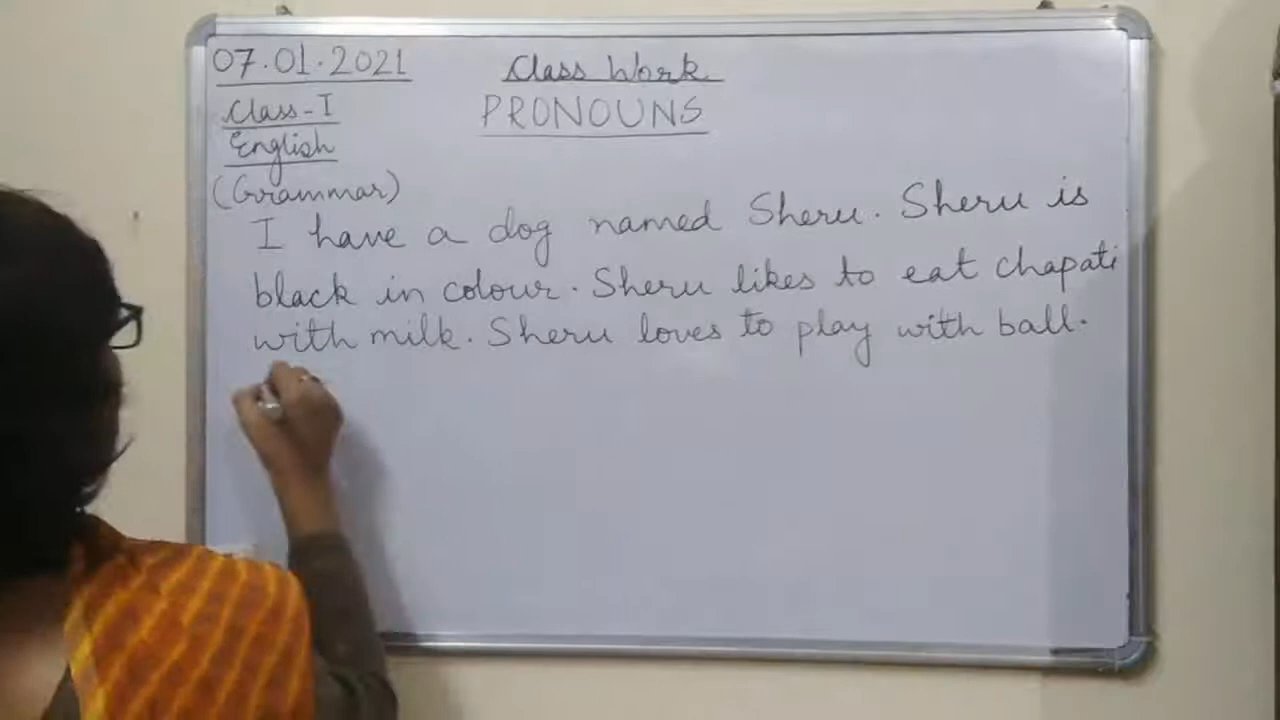 07.01.2021
Class Work
Class-I
PRONOUNS
English
(Grammar)
I have a dog named Sheru. Sheru is
black in colour. Sheru likes to eat chapati
with milk. Sheru loves to play with ball.